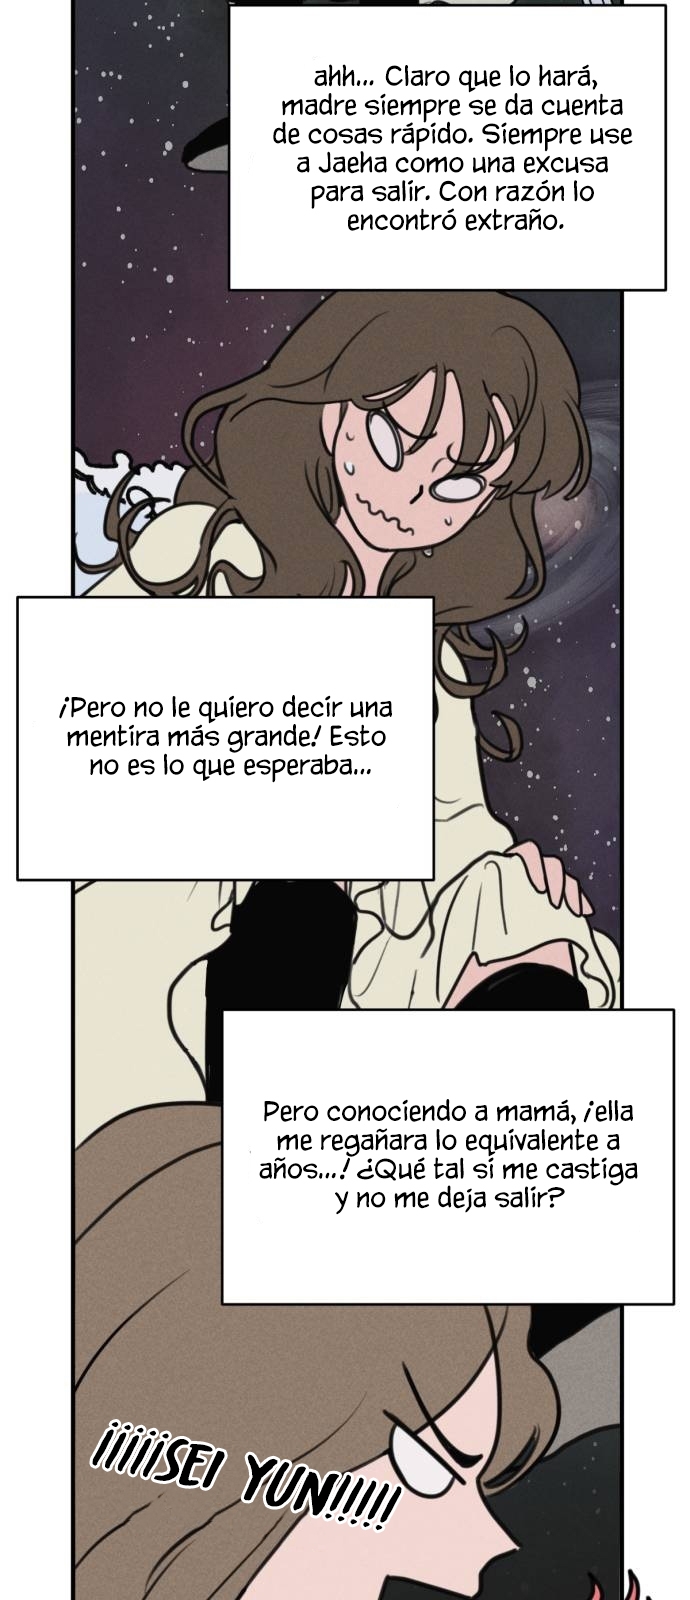 ahh... Claro que lo hará,
madre siempre se da cuenta
de cosas rápido. Siempre use
a Jaeha como una excusa
para salir. Con razón lo
encontró extraño.
¡Pero no le quiero decir una
mentira más grande! Esto
no es lo que esperaba...
Pero conociendo a mamá, ¡ella
me regañara lo equivalente a
años...! ¿Qué tal si me castiga
y no me deja salir?
¡¡¡¡¡SEI YUN!!!!!